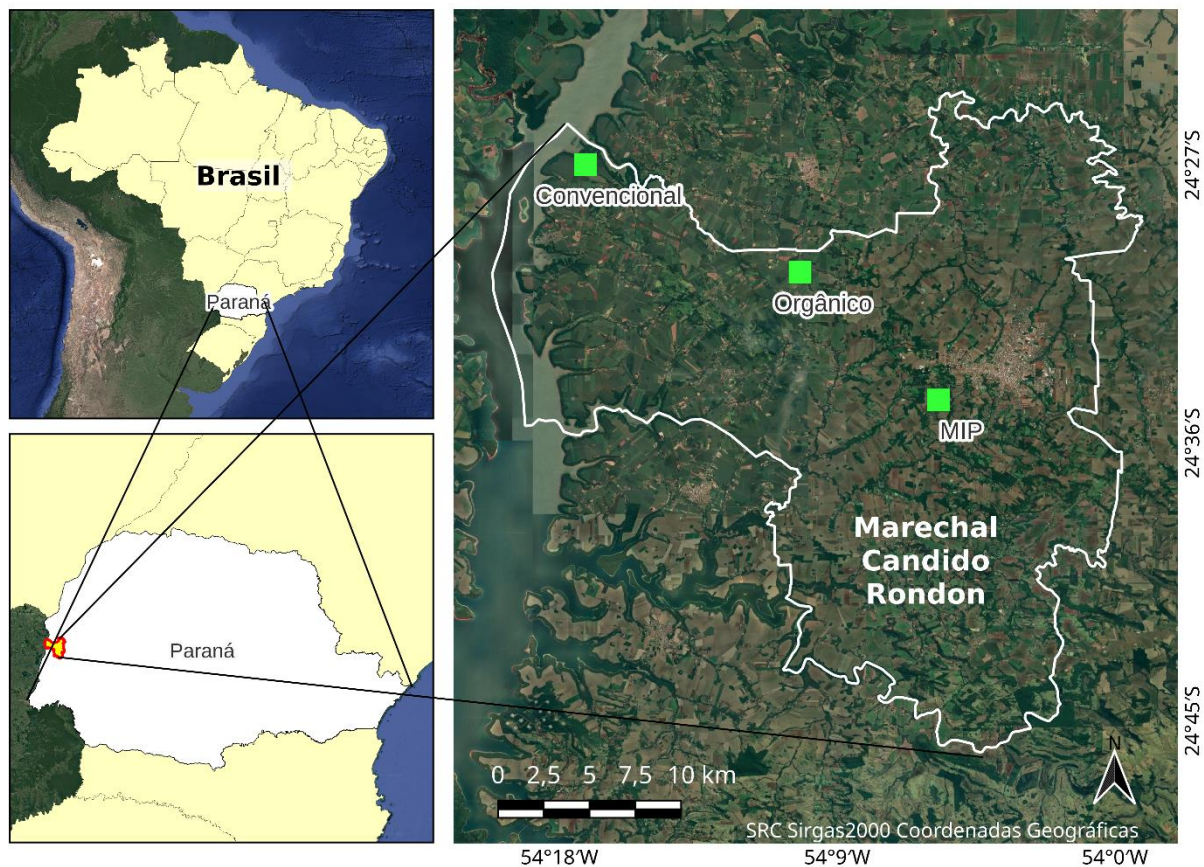 Brasil
Paraná
Paraná
Convencional
Orgânico
MIP
Marechal
Candido
Rondon
0 2,5 5 7,5 10 km
N
SRC Sirgas2000 Coordenadas Geográficas
24°27'S
24°36'S
24°45'S
54°18'W 54°9'W 54°0'W